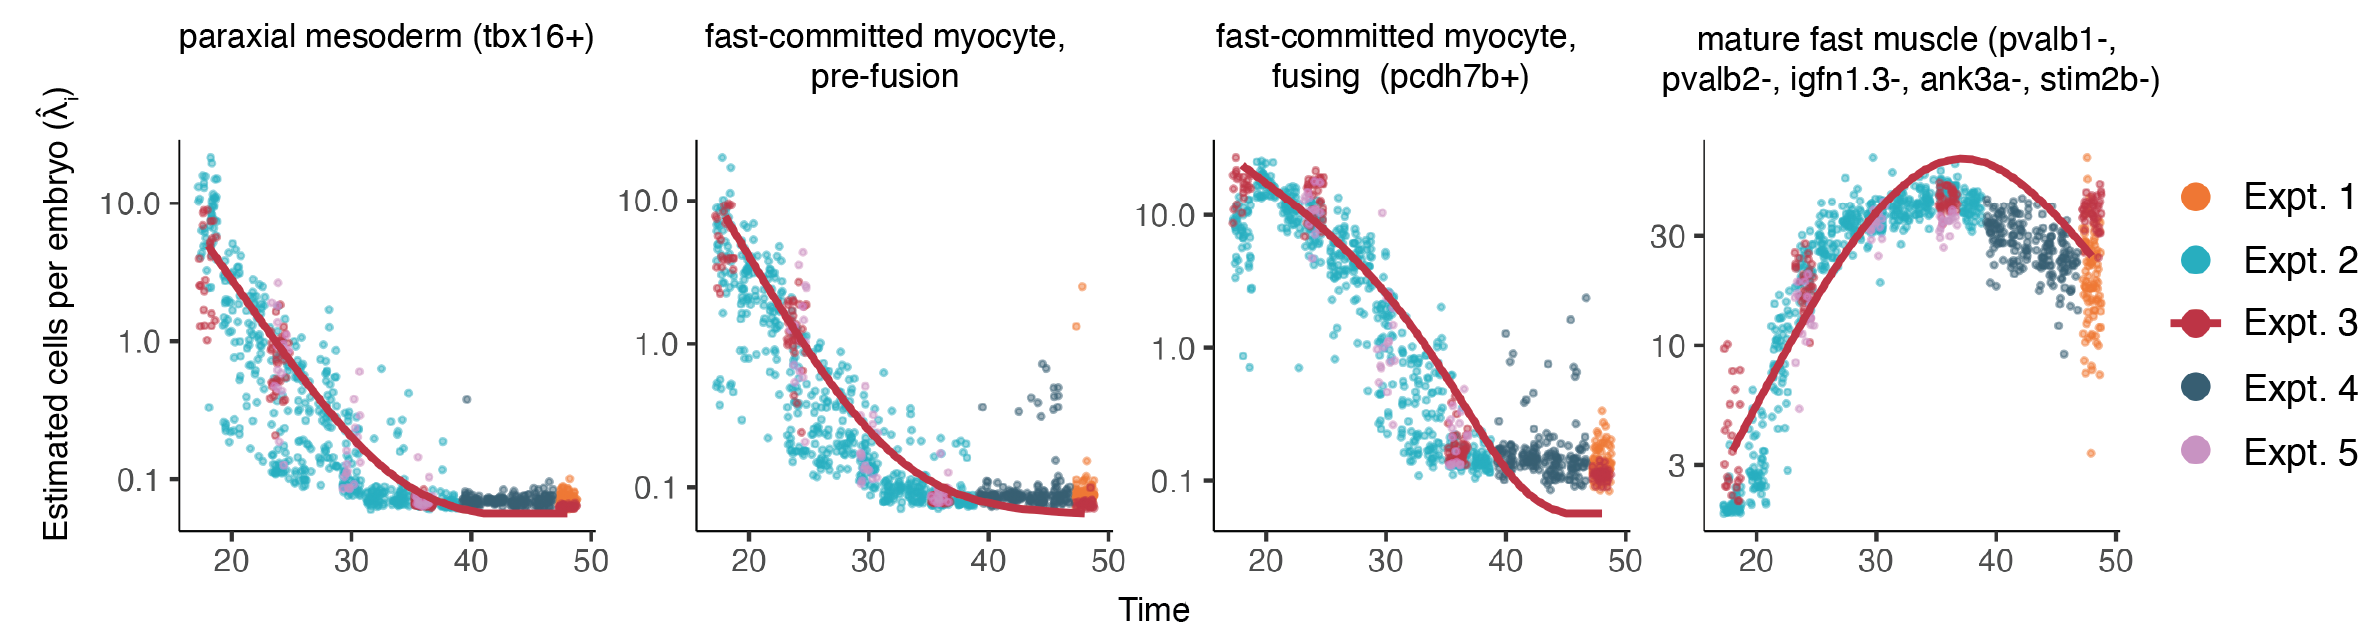 paraxial mesoderm (tbx16+)
fast-committed myocyte,
pre-fusion
fast-committed myocyte,
fusing (pcdh7b+)
mature fast muscle (pvalb1-,
pvalb2-, igfn1.3-, ank3a-, stim2b-)
Estimated cells per embryo (λ̂i)
10.0
1.0
0.1
20 30 40 50
10.0
1.0
0.1
20 30 40 50
10.0
1.0
0.1
20 30 40 50
30
10
3
20 30 40 50
Time
Expt. 1
Expt. 2
Expt. 3
Expt. 4
Expt. 5